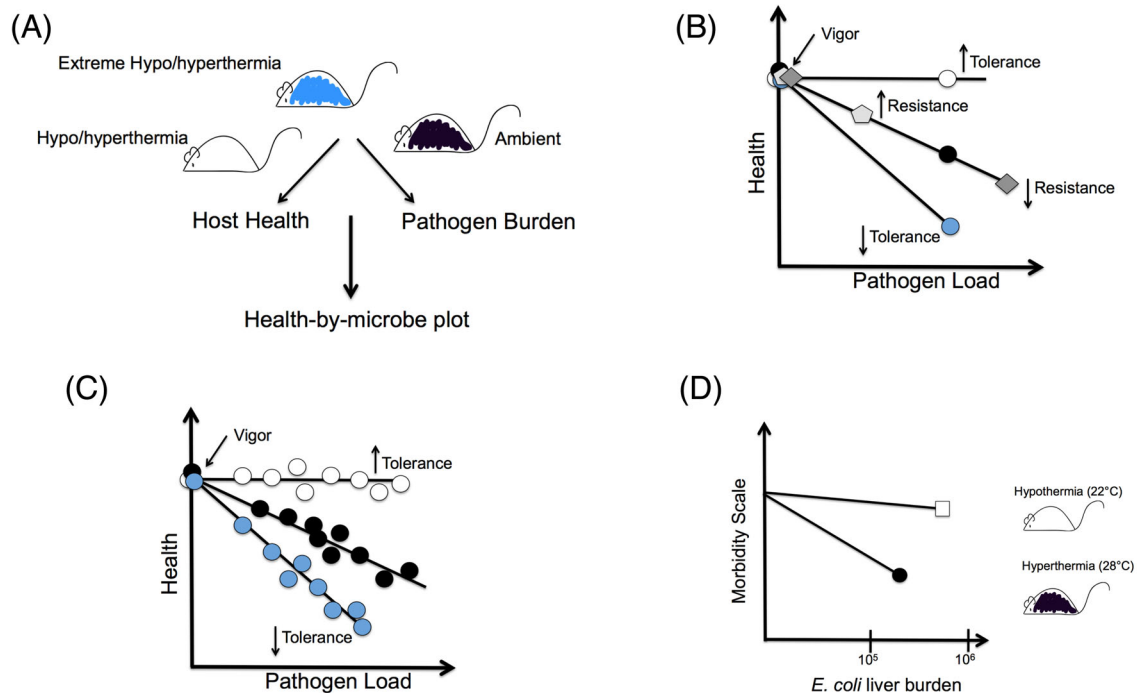 (A)
Extreme Hypo/hyperthermia
Hypo/hyperthermia
Ambient
Host Health
Pathogen Burden
Health-by-microbe plot
(B)
Vigor
Tolerance
Resistance
Resistance
Tolerance
Health
Pathogen Load
(C)
Vigor
Tolerance
Tolerance
Health
Pathogen Load
(D)
Morbidity Scale
Hypothermia (22°C)
Hyperthermia (28°C)
10⁵
10⁶
E. coli liver burden